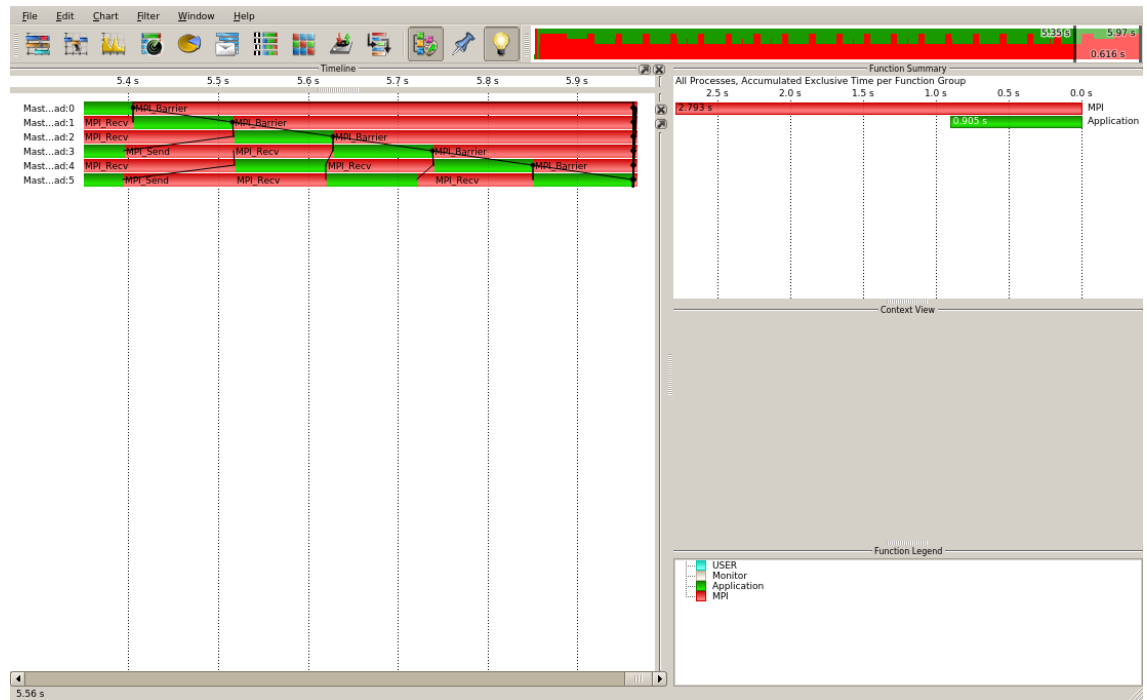 File Edit Chart Filter Window Help
5.35 s 5.97 s
0.616 s
Timeline
5.4 s 5.5 s 5.6 s 5.7 s 5.8 s 5.9 s
Mast...ad:0 MPI_Barrier
Mast...ad:1 MPI_Recv MPI_Barrier
Mast...ad:2 MPI_Recv MPI_Barrier
Mast...ad:3 MPI_Send MPI_Recv MPI_Barrier
Mast...ad:4 MPI_Recv MPI_Recv MPI_Barrier
Mast...ad:5 MPI_Send MPI_Recv MPI_Recv
Function Summary
All Processes, Accumulated Exclusive Time per Function Group
2.5 s 2.0 s 1.5 s 1.0 s 0.5 s 0.0 s
2.793 s MPI
0.905 s Application
Context View
Function Legend
USER
Monitor
Application
MPI
5.56 s